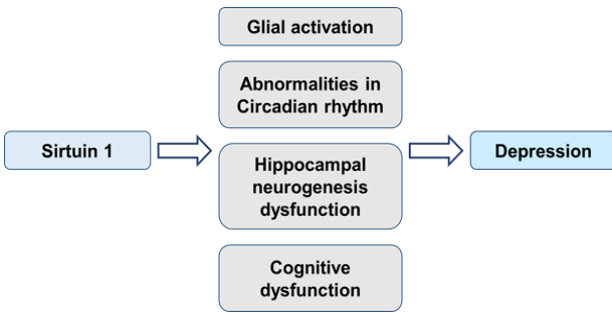 Glial activation
Abnormalities in
Circadian rhythm
Sirtuin 1
Hippocampal
neurogenesis
dysfunction
Depression
Cognitive
dysfunction